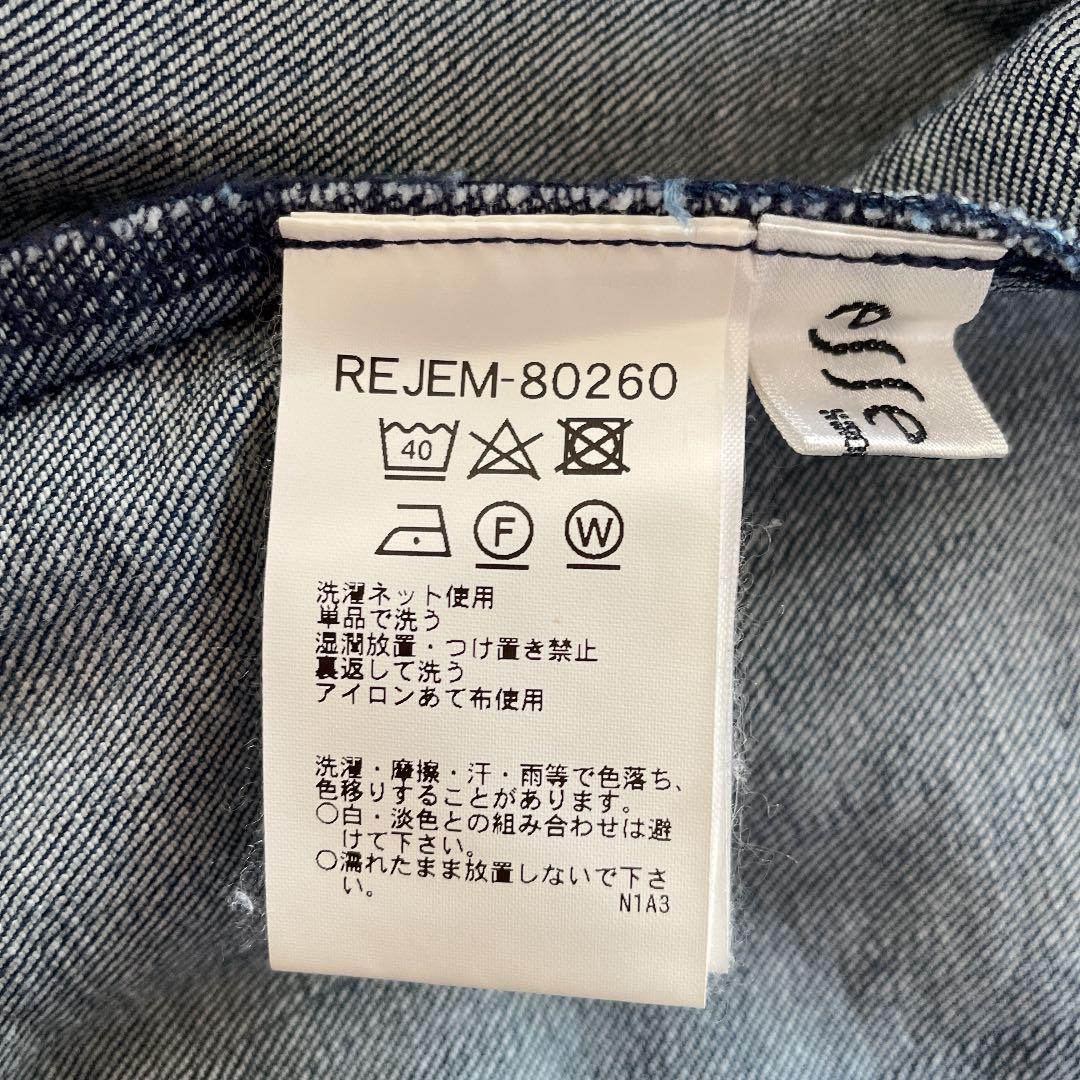 REJEM-80260
40
F
W
洗濯ネット使用
単品で洗う
湿潤放置・つけ置き禁止
裏返して洗う
アイロンあて布使用
洗濯・摩擦・汗・雨等で色落ち、
色移りすることがあります。
○白・淡色との組み合わせは避
けて下さい。
○濡れたまま放置しないで下さ
い。
N1A3